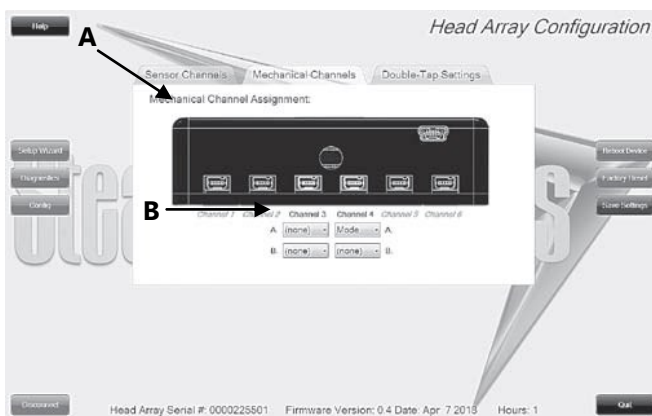 Help
Head Array Configuration
A
Sensor Channels Mechanical Channels Double-Tap Settings
Mechanical Channel Assignment:
Setup Wizard
Reboot Device
Diagnostics
Factory Reset
Config
Save Settings
B
Channel 1 Channel 2 Channel 3 Channel 4 Channel 5 Channel 6
A. (none) Mode A.
B. (none) (none) B.
Head Array Serial #: 0000225501 Firmware Version: 0.4 Date: Apr 7 2013 Hours: 1
Quit